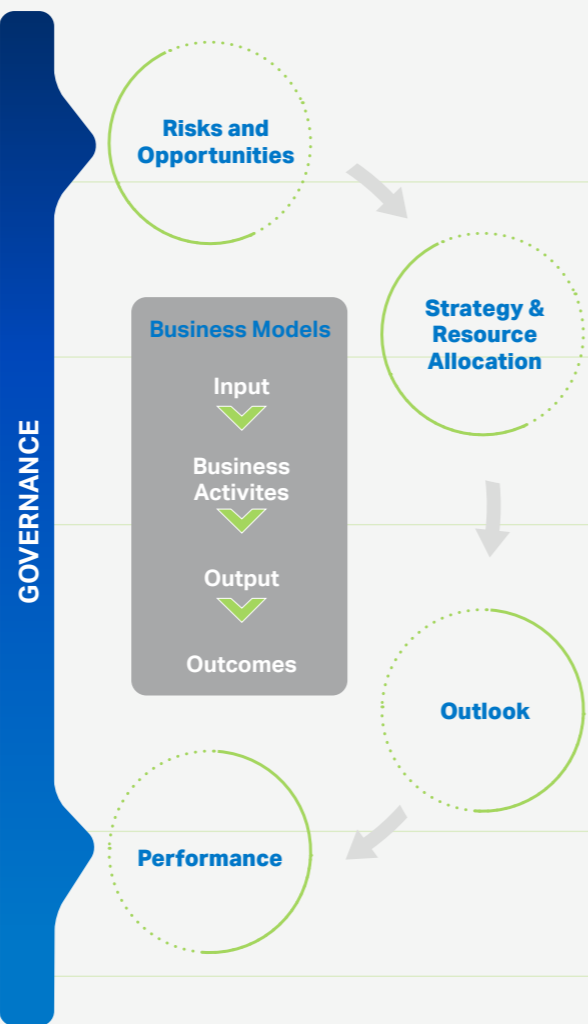 GOVERNANCE
Risks and
Opportunities
Strategy &
Resource
Allocation
Business Models
Input
Business
Activites
Output
Outcomes
Outlook
Performance